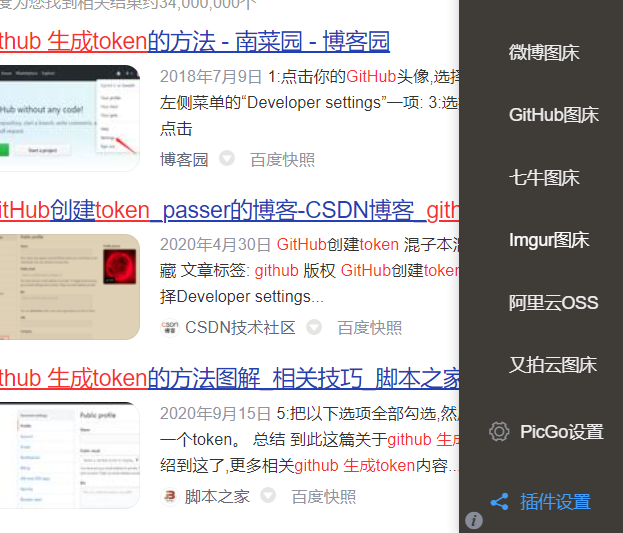 度为您找到相关结果约34,000,000个
thub 生成token的方法 - 南菜园 - 博客园
2018年7月9日 1:点击你的GitHub头像,选择
左侧菜单的“Developer settings”一项: 3:选
点击
博客园 百度快照
itHub创建token_passer的博客-CSDN博客_gith
2020年4月30日 GitHub创建token 混子本
藏 文章标签: github 版权 GitHub创建token
择Developer settings...
CSDN技术社区 百度快照
thub 生成token的方法图解_相关技巧_脚本之家
2020年9月15日 5:把以下选项全部勾选,然
一个token。 总结 到此这篇关于github 生成
绍到这了,更多相关github 生成token内容...
脚本之家 百度快照
Hub without any code!
Start a project
Public profile
Public profile
微博图床
GitHub图床
七牛图床
Imgur图床
阿里云OSS
又拍云图床
PicGo设置
插件设置